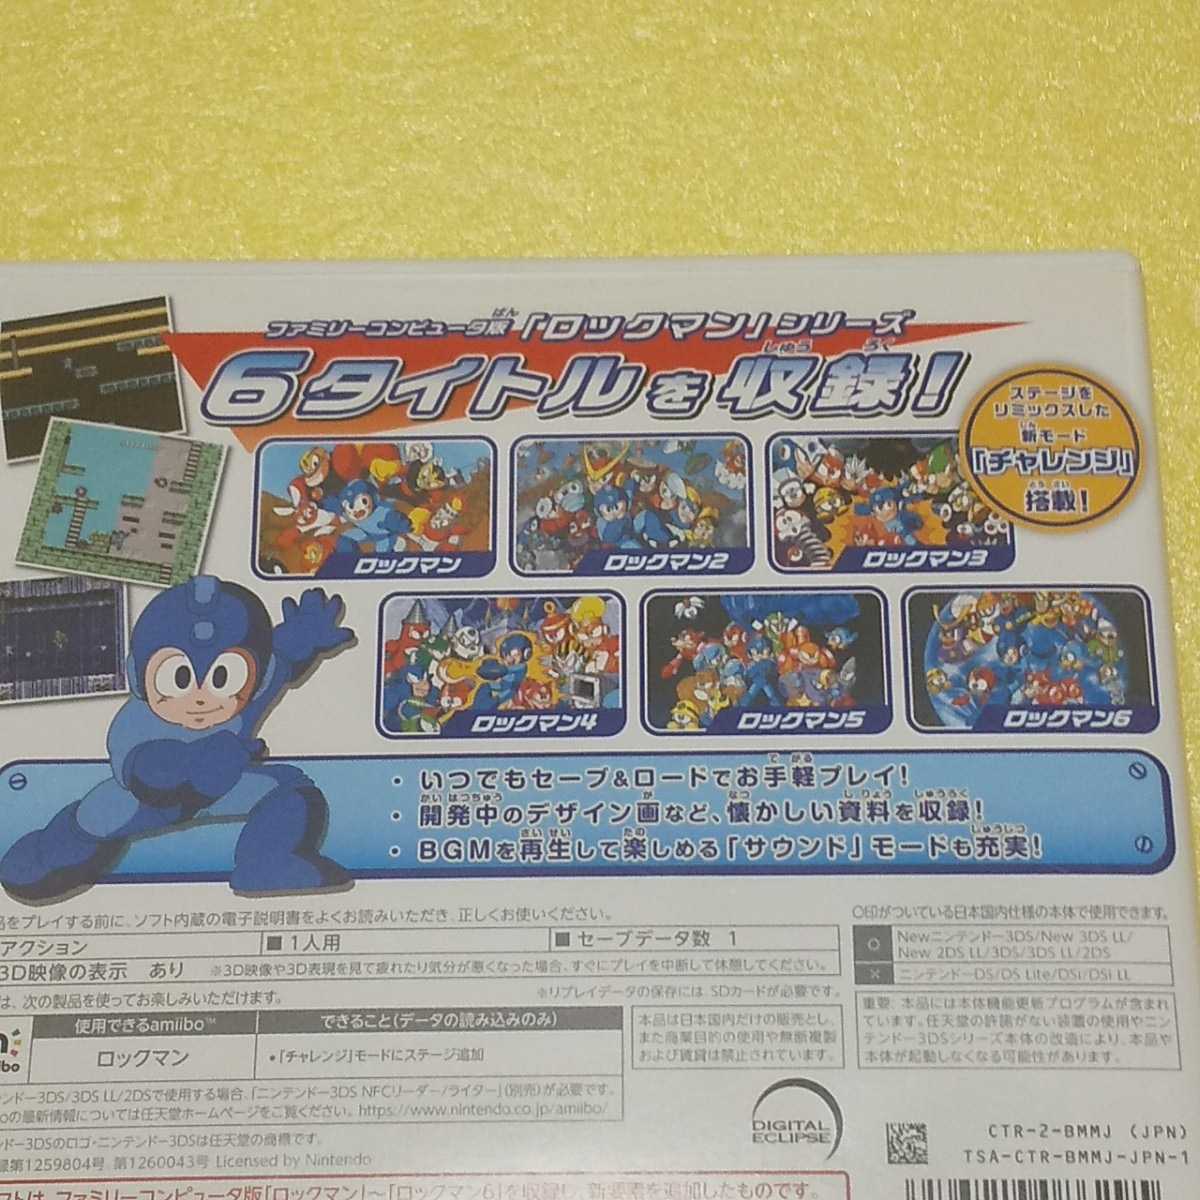 ファミリーコンピュータ版「ロックマン」シリーズ
6タイトルを収録!
ステージを
リミックスした
新モード
「チャレンジ」
搭載!
ロックマン
ロックマン2
ロックマン3
ロックマン4
ロックマン5
ロックマン6
・いつでもセーブ&ロードでお手軽プレイ!
・開発中のデザイン画など、懐かしい資料を収録!
・BGMを再生して楽しめる「サウンド」モードも充実!
品をプレイする前に、ソフト内蔵の電子説明書をよくお読みいただき、正しくお使いください。
アクション
■1人用
■セーブデータ数 1
3D映像の表示 あり ※3D映像や3D表現を見て疲れたり気分が悪くなった場合、すぐにプレイを中断して休憩してください。
は、次の製品を使ってお楽しみいただけます。
※リプレイデータの保存には、SDカードが必要です。
使用できるamiibo™
できること(データの読み込みのみ)
ロックマン
•「チャレンジ」モードにステージ追加
ンドー3DS/3DS LL/2DSで使用する場合、「ニンテンドー3DS NFCリーダー/ライター」(別売)が必要です。
oの最新情報については任天堂ホームページをご覧ください。https://www.nintendo.co.jp/amiibo/
ンドー3DSのロゴ・ニンテンドー3DSは任天堂の商標です。
録第1259804号、第1260043号 Licensed by Nintendo
○印がついている日本国内仕様の本体で使用できます。
○
Newニンテンドー3DS/New 3DS LL/
New 2DS LL/3DS/3DS LL/2DS
×
ニンテンドーDS/DS Lite/DSi/DSi LL
本品は日本国内だけの販売とし、
また商業目的の使用や無断複製
および賃貸は禁止されています。
重要:本品には本体機能更新プログラムが含まれ
ています。任天堂の許諾がない装置の使用やニン
テンドー3DSシリーズ本体の改造により、本品や
本体が起動しなくなる可能性があります。
DIGITAL
ECLIPSE
CTR-2-BMMJ (JPN)
TSA-CTR-BMMJ-JPN-1
フトは、ファミリーコンピュータ版「ロックマン」〜「ロックマン6」を収録し、新要素を追加したものです。